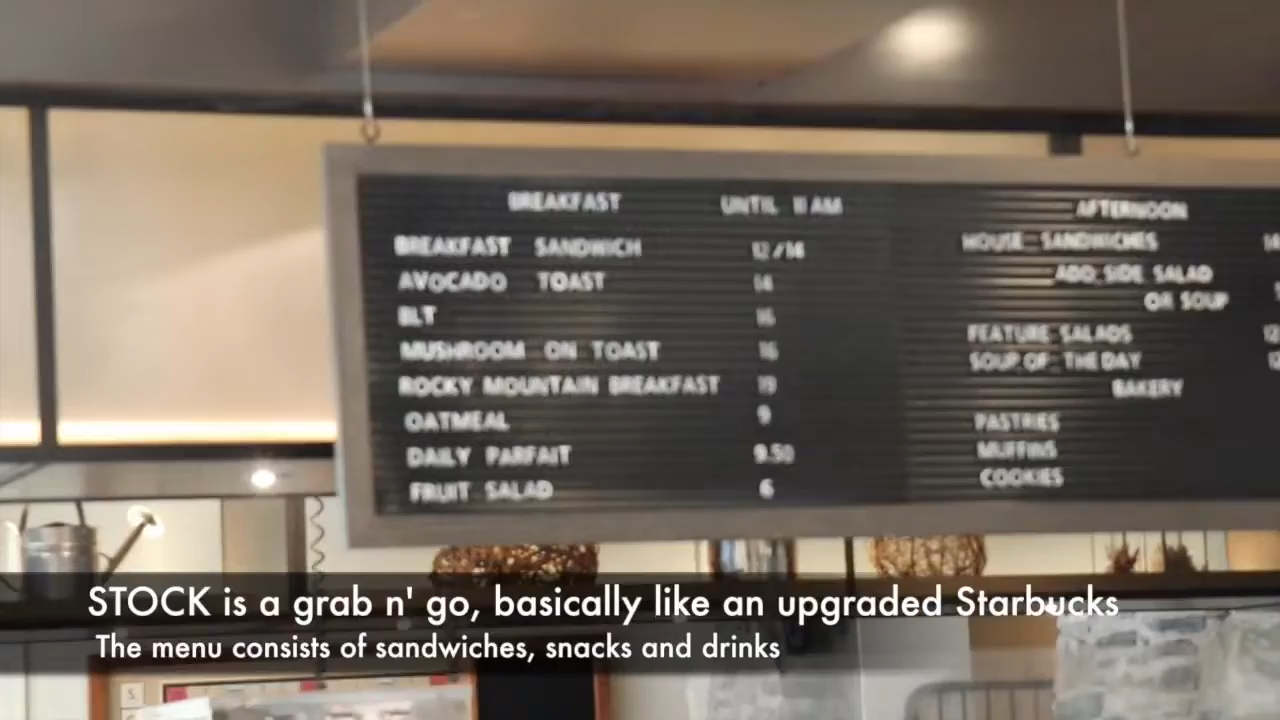 BREAKFAST UNTIL 11 AM
BREAKFAST SANDWICH 12/16
AVOCADO TOAST 14
BLT
MUSHROOM ON TOAST 16
ROCKY MOUNTAIN BREAKFAST 19
OATMEAL 9
DAILY PARFAIT 9.50
FRUIT SALAD 6
AFTERNOON
HOUSE SANDWICHES
ADD SIDE SALAD
OR SOUP
FEATURE SALADS
SOUP OF THE DAY
BAKERY
PASTRIES
MUFFINS
COOKIES
STOCK is a grab n' go, basically like an upgraded Starbucks
The menu consists of sandwiches, snacks and drinks